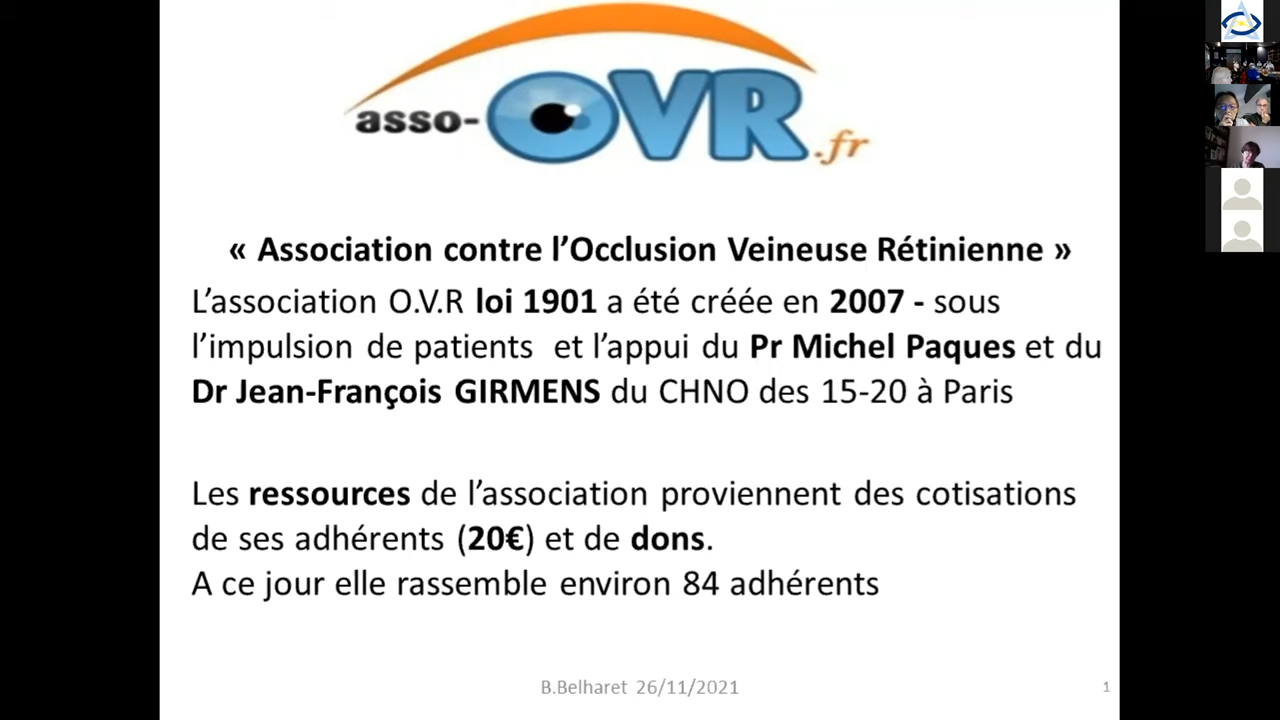 asso-OVR.fr
« Association contre l’Occlusion Veineuse Rétinienne »
L’association O.V.R loi 1901 a été créée en 2007 - sous
l’impulsion de patients et l’appui du Pr Michel Paques et du
Dr Jean-François GIRMENS du CHNO des 15-20 à Paris
Les ressources de l’association proviennent des cotisations
de ses adhérents (20€) et de dons.
A ce jour elle rassemble environ 84 adhérents
B.Belharet 26/11/2021
1